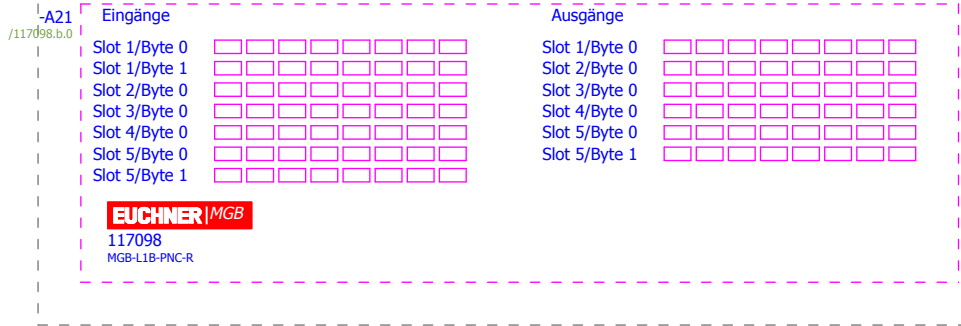 -A21
/117098.b.0
Eingänge
Slot 1/Byte 0
Slot 1/Byte 1
Slot 2/Byte 0
Slot 3/Byte 0
Slot 4/Byte 0
Slot 5/Byte 0
Slot 5/Byte 1
Ausgänge
Slot 1/Byte 0
Slot 2/Byte 0
Slot 3/Byte 0
Slot 4/Byte 0
Slot 5/Byte 0
Slot 5/Byte 1
EUCHNER|MGB
117098
MGB-L1B-PNC-R